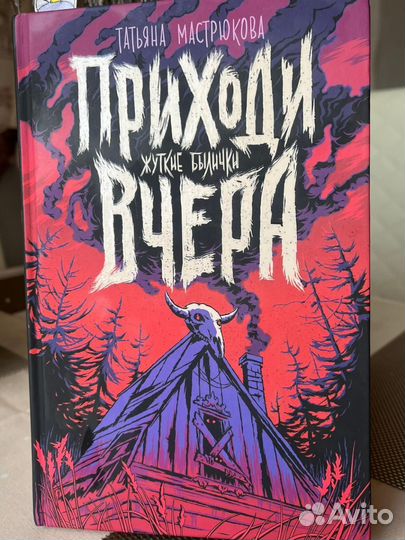 ТАТЬЯНА МАСТРЮКОВА
ПРИХОДИ
ЖУТКИЕ БЫЛИЧКИ
ВЧЕРА
Avito